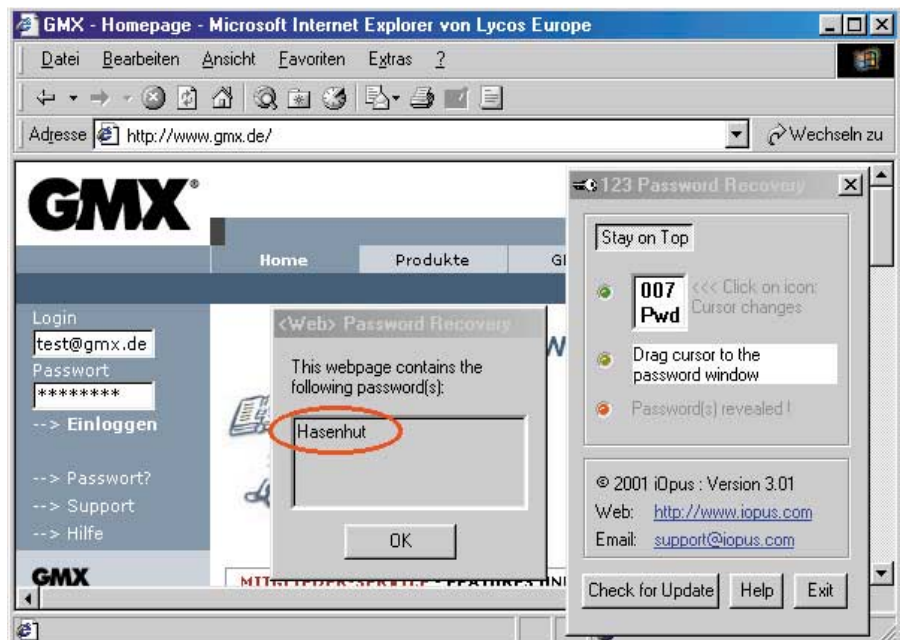 GMX - Homepage - Microsoft Internet Explorer von Lycos Europe
Datei Bearbeiten Ansicht Favoriten Extras ?
Adresse http://www.gmx.de/ Wechseln zu
GMX
Home Produkte
Login
test@gmx.de
Passwort
********
--> Einloggen
--> Passwort?
--> Support
--> Hilfe
GMX
<Web> Password Recovery
This webpage contains the
following password(s):
Hasenhut
OK
123 Password Recovery
Stay on Top
007
Pwd
<<< Click on icon:
Cursor changes
Drag cursor to the
password window
Password(s) revealed !
© 2001 iOpus : Version 3.01
Web: http://www.iopus.com
Email: support@iopus.com
Check for Update Help Exit